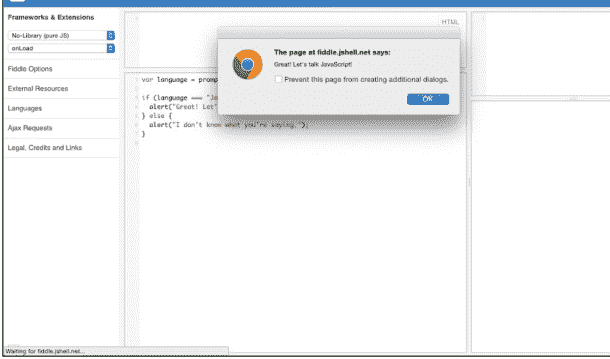 Frameworks & Extensions
No-Library (pure JS)
onLoad
Fiddle Options
External Resources
Languages
Ajax Requests
Legal, Credits and Links
HTML
The page at fiddle.jshell.net says:
Great! Let's talk JavaScript!
Prevent this page from creating additional dialogs.
OK
var language = promp
if (language === "Ja
alert("Great! Let'
} else {
alert("I don't know what you're saying.");
}
Waiting for fiddle.jshell.net...